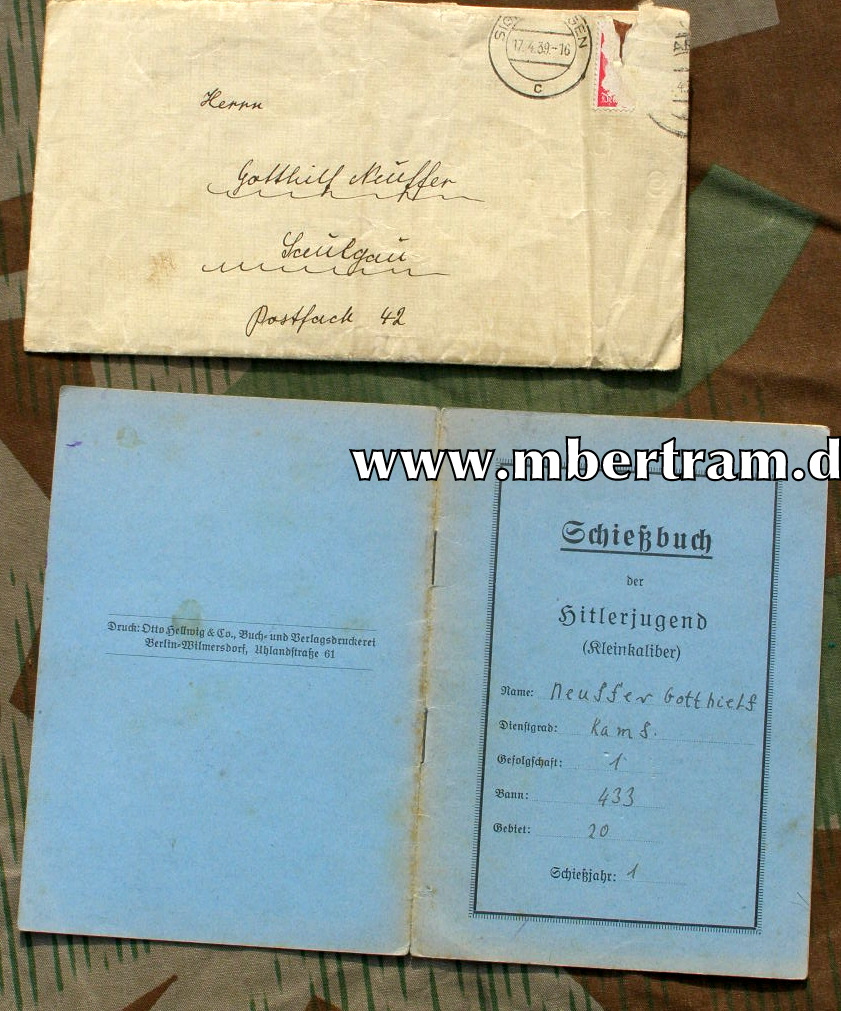 17.4.39.-16
c
Herrn
Gotthilf Neuffer
Saulgau
Postfach 42
www.mbertram.d
Druck: Otto Hellwig & Co., Buch- und Verlagsdruckerei
Berlin-Wilmersdorf, Uhlandstraße 61
Schießbuch
der
Hitlerjugend
(Kleinkaliber)
Name: Neuffer Gotthielf
Dienstgrad: Kamf.
Gefolgschaft: 1
Bann: 433
Gebiet: 20
Schießjahr: 1